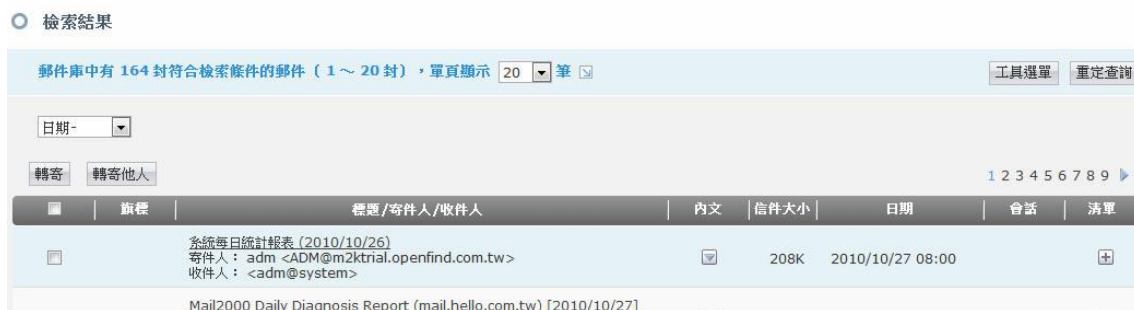 檢索結果
郵件庫中有 164 封符合檢索條件的郵件 ( 1 ~ 20 封)，單頁顯示 20 筆
工具選單 重定查詢
日期-
轉寄 轉寄他人
1 2 3 4 5 6 7 8 9
旗標 標題/寄件人/收件人 內文 信件大小 日期 會話 清單
系統每日統計報表 (2010/10/26)
寄件人： adm <ADM@m2ktrial.openfind.com.tw>
208K 2010/10/27 08:00
收件人： <adm@system>
Mail2000 Daily Diagnosis Report (mail.hello.com.tw) [2010/10/27]